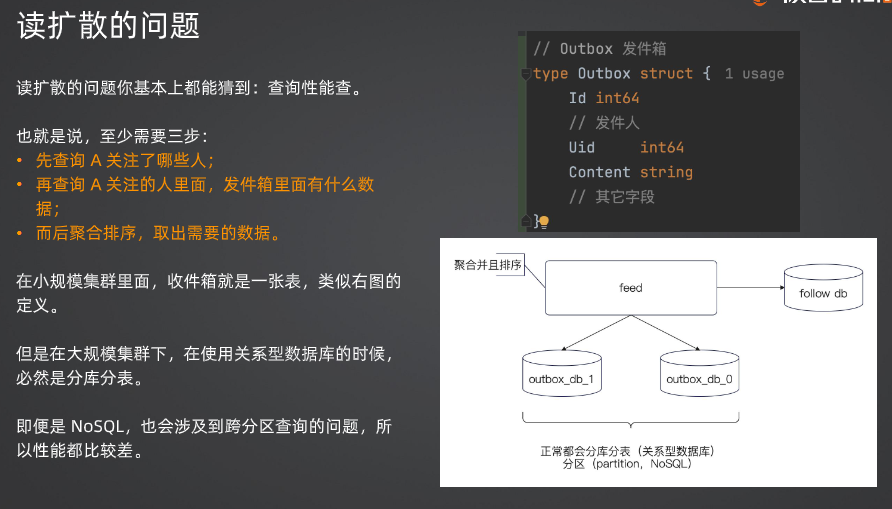 读扩散的问题
读扩散的问题你基本上都能猜到：查询性能查。
也就是说，至少需要三步：
• 先查询 A 关注了哪些人；
• 再查询 A 关注的人里面，发件箱里面有什么数
据；
• 而后聚合排序，取出需要的数据。
在小规模集群里面，收件箱就是一张表，类似右图的
定义。
但是在大规模集群下，在使用关系型数据库的时候，
必然是分库分表。
即便是 NoSQL，也会涉及到跨分区查询的问题，所
以性能都比较差。
// Outbox 发件箱
type Outbox struct { 1 usage
Id int64
// 发件人
Uid int64
Content string
// 其它字段
}
聚合并且排序
feed
follow db
outbox_db_1
outbox_db_0
正常都会分库分表（关系型数据库）
分区（partition，NoSQL）